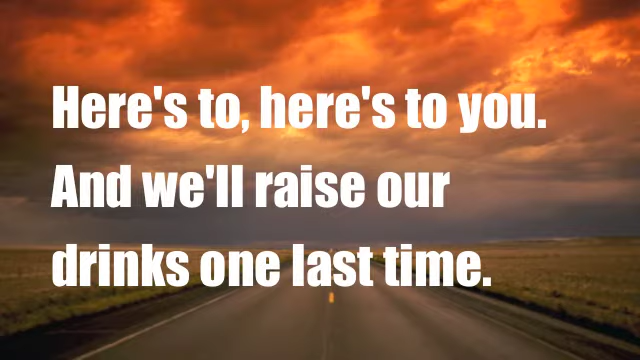 Here's to, here's to you.
And we'll raise our
drinks one last time.